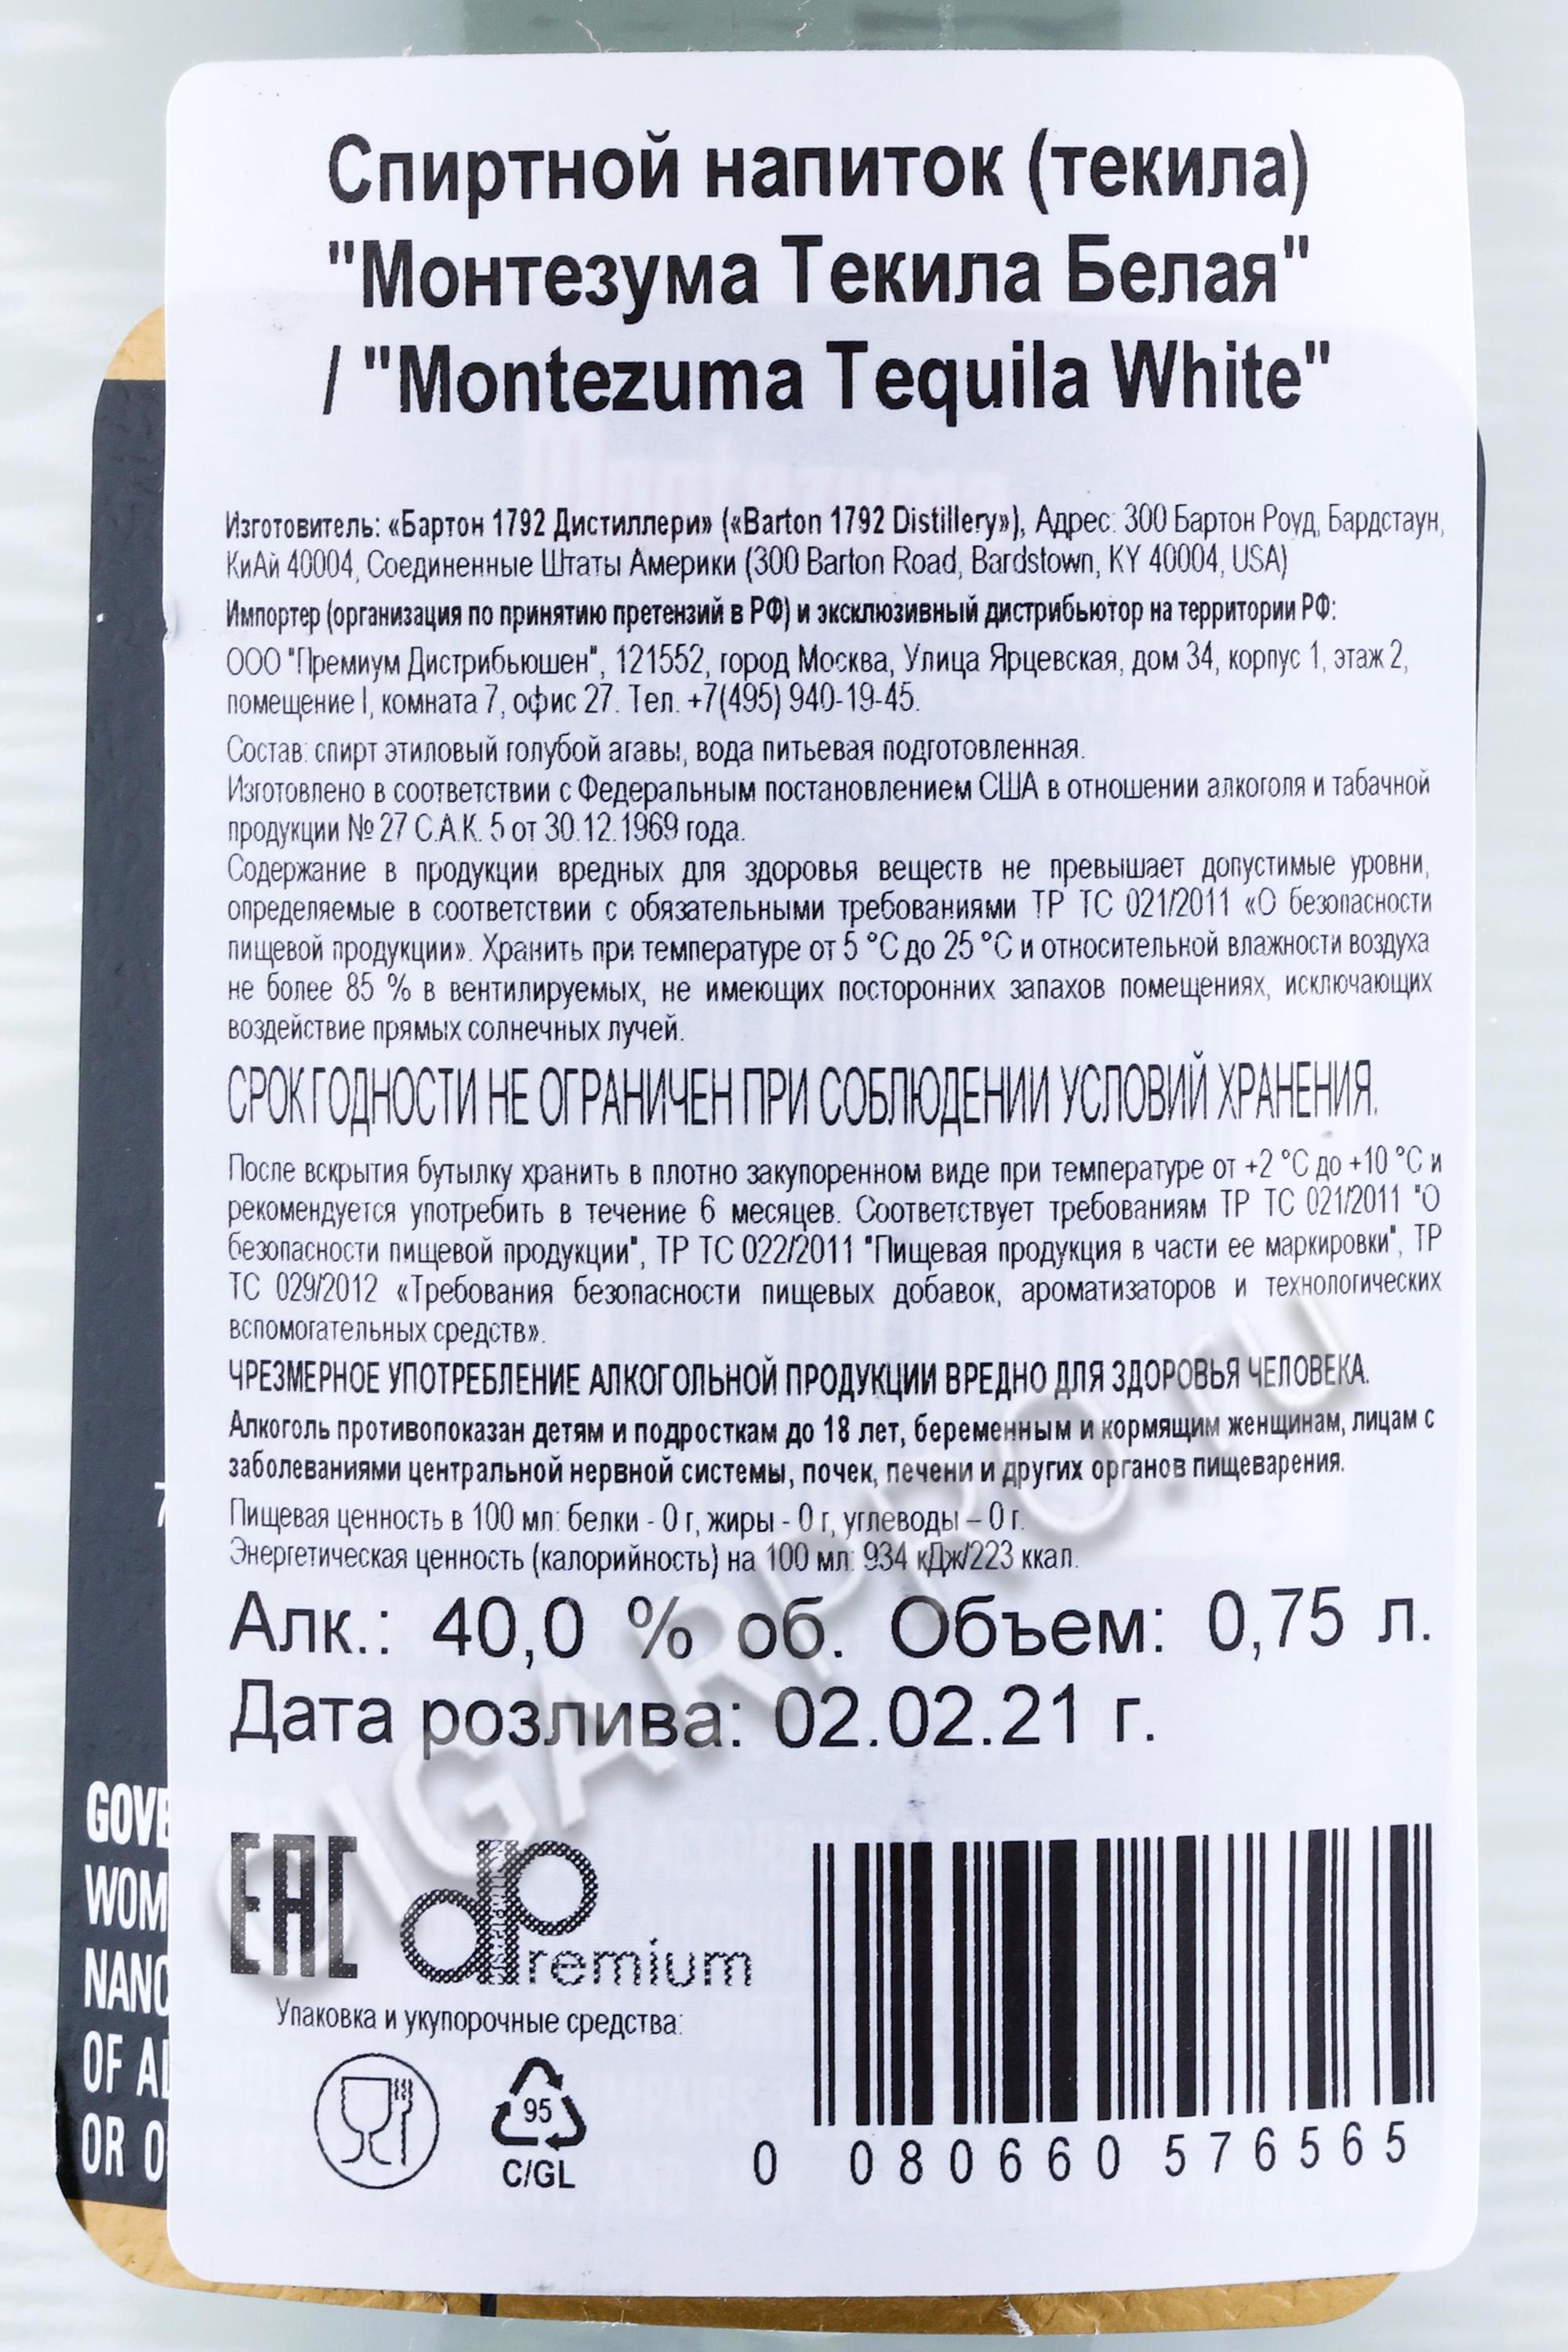 Спиртной напиток (текила)
"Монтезума Текила Белая"
/ "Montezuma Tequila White"
Изготовитель: «Бартон 1792 Дистиллери» («Barton 1792 Distillery»), Адрес: 300 Бартон Роуд, Бардстаун,
КиАй 40004, Соединенные Штаты Америки (300 Barton Road, Bardstown, KY 40004, USA)
Импортер (организация по принятию претензий в РФ) и эксклюзивный дистрибьютор на территории РФ:
ООО "Премиум Дистрибьюшен", 121552, город Москва, Улица Ярцевская, дом 34, корпус 1, этаж 2,
помещение I, комната 7, офис 27. Тел. +7(495) 940-19-45.
Состав: спирт этиловый голубой агавы, вода питьевая подготовленная.
Изготовлено в соответствии с Федеральным постановлением США в отношении алкоголя и табачной
продукции № 27 С.А.К. 5 от 30.12.1969 года.
Содержание в продукции вредных для здоровья веществ не превышает допустимые уровни,
определяемые в соответствии с обязательными требованиями ТР ТС 021/2011 «О безопасности
пищевой продукции». Хранить при температуре от 5 °С до 25 °С и относительной влажности воздуха
не более 85 % в вентилируемых, не имеющих посторонних запахов помещениях, исключающих
воздействие прямых солнечных лучей.
СРОК ГОДНОСТИ НЕ ОГРАНИЧЕН ПРИ СОБЛЮДЕНИИ УСЛОВИЙ ХРАНЕНИЯ.
После вскрытия бутылку хранить в плотно закупоренном виде при температуре от +2 °С до +10 °С и
рекомендуется употребить в течение 6 месяцев. Соответствует требованиям ТР ТС 021/2011 "О
безопасности пищевой продукции", ТР ТС 022/2011 "Пищевая продукция в части ее маркировки", ТР
ТС 029/2012 «Требования безопасности пищевых добавок, ароматизаторов и технологических
вспомогательных средств».
ЧРЕЗМЕРНОЕ УПОТРЕБЛЕНИЕ АЛКОГОЛЬНОЙ ПРОДУКЦИИ ВРЕДНО ДЛЯ ЗДОРОВЬЯ ЧЕЛОВЕКА.
Алкоголь противопоказан детям и подросткам до 18 лет, беременным и кормящим женщинам, лицам с
заболеваниями центральной нервной системы, почек, печени и других органов пищеварения.
Пищевая ценность в 100 мл: белки - 0 г, жиры - 0 г, углеводы – 0 г.
Энергетическая ценность (калорийность) на 100 мл: 934 кДж/223 ккал.
Алк.: 40,0 % об. Объем: 0,75 л.
Дата розлива: 02.02.21 г.
EAC
dPremium
Упаковка и укупорочные средства:
95
C/GL
0 080660 576565
7
GOVE
WOM
NANC
OF AL
OR O
CIGARPRO.ru